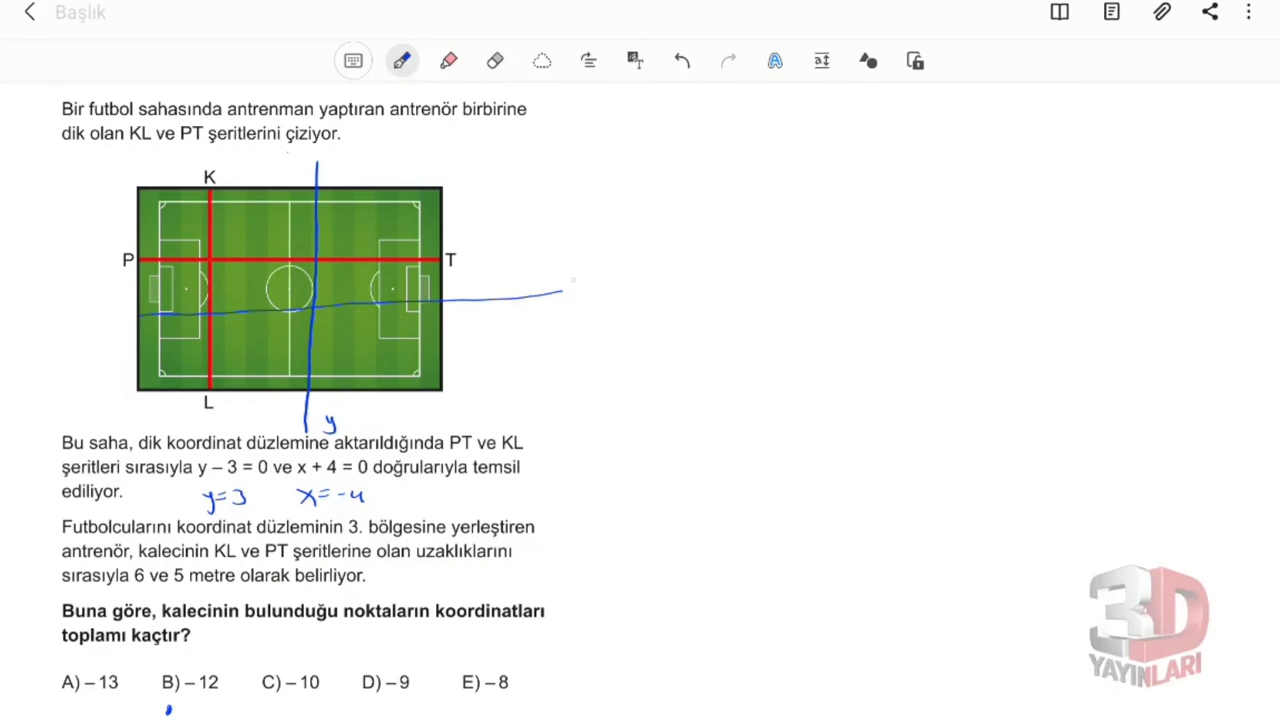 Başlık
Bir futbol sahasında antrenman yaptıran antrenör birbirine
dik olan KL ve PT şeritlerini çiziyor.
K
P
T
L
y
Bu saha, dik koordinat düzlemine aktarıldığında PT ve KL
şeritleri sırasıyla y – 3 = 0 ve x + 4 = 0 doğrularıyla temsil
ediliyor.
y=3 x=-4
Futbolcularını koordinat düzleminin 3. bölgesine yerleştiren
antrenör, kalecinin KL ve PT şeritlerine olan uzaklıklarını
sırasıyla 6 ve 5 metre olarak belirliyor.
Buna göre, kalecinin bulunduğu noktaların koordinatları
toplamı kaçtır?
A) – 13 B) – 12 C) – 10 D) – 9 E) – 8
3D
YAYINLARI